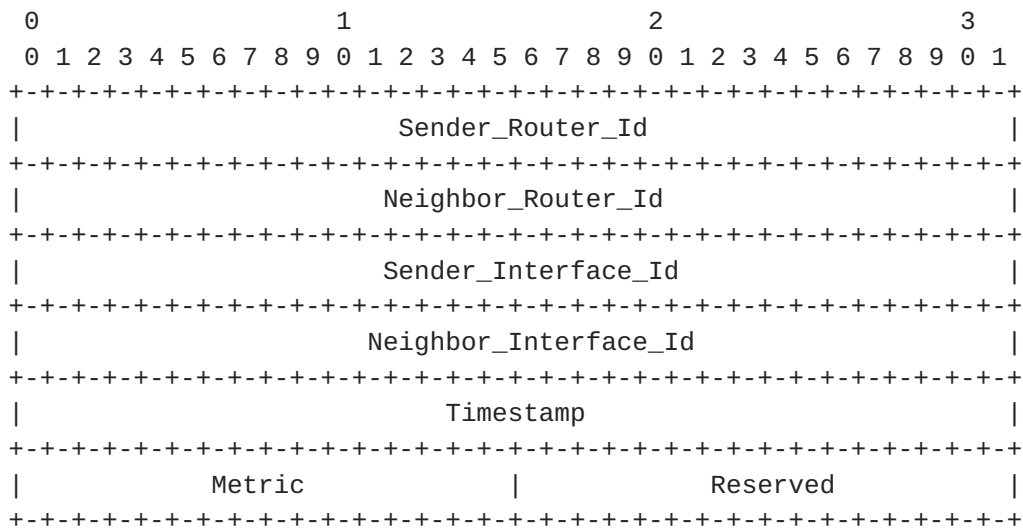 0                   1                   2                   3
 0 1 2 3 4 5 6 7 8 9 0 1 2 3 4 5 6 7 8 9 0 1 2 3 4 5 6 7 8 9 0 1
+-+-+-+-+-+-+-+-+-+-+-+-+-+-+-+-+-+-+-+-+-+-+-+-+-+-+-+-+-+-+-+-+
|                        Sender_Router_Id                       |
+-+-+-+-+-+-+-+-+-+-+-+-+-+-+-+-+-+-+-+-+-+-+-+-+-+-+-+-+-+-+-+-+
|                       Neighbor_Router_Id                      |
+-+-+-+-+-+-+-+-+-+-+-+-+-+-+-+-+-+-+-+-+-+-+-+-+-+-+-+-+-+-+-+-+
|                       Sender_Interface_Id                     |
+-+-+-+-+-+-+-+-+-+-+-+-+-+-+-+-+-+-+-+-+-+-+-+-+-+-+-+-+-+-+-+-+
|                      Neighbor_Interface_Id                    |
+-+-+-+-+-+-+-+-+-+-+-+-+-+-+-+-+-+-+-+-+-+-+-+-+-+-+-+-+-+-+-+-+
|                           Timestamp                           |
+-+-+-+-+-+-+-+-+-+-+-+-+-+-+-+-+-+-+-+-+-+-+-+-+-+-+-+-+-+-+-+-+
|            Metric             |            Reserved           |
+-+-+-+-+-+-+-+-+-+-+-+-+-+-+-+-+-+-+-+-+-+-+-+-+-+-+-+-+-+-+-+-+